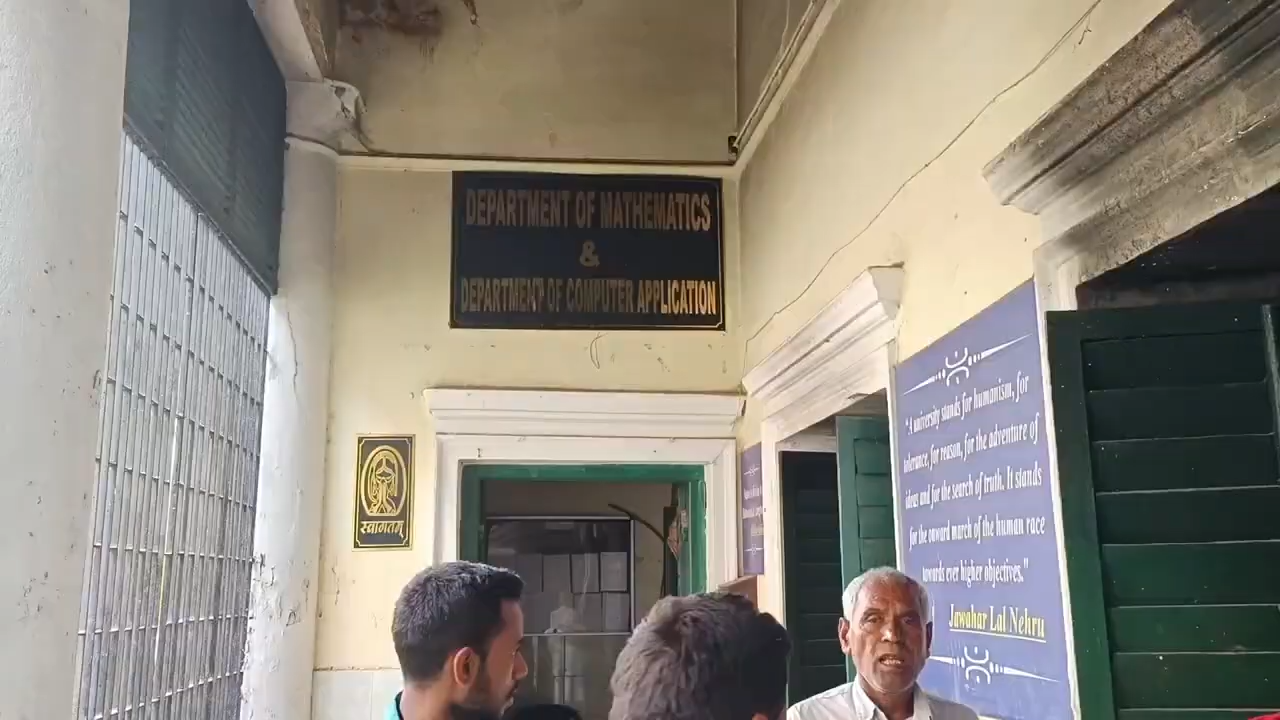 DEPARTMENT OF MATHEMATICS
&
DEPARTMENT OF COMPUTER APPLICATION
स्वागतम्
"A university stands for humanism, for
tolerance, for reason, for the adventure of
ideas and for the search of truth. It stands
for the onward march of the human race
towards ever higher objectives."
Jawahar Lal Nehru